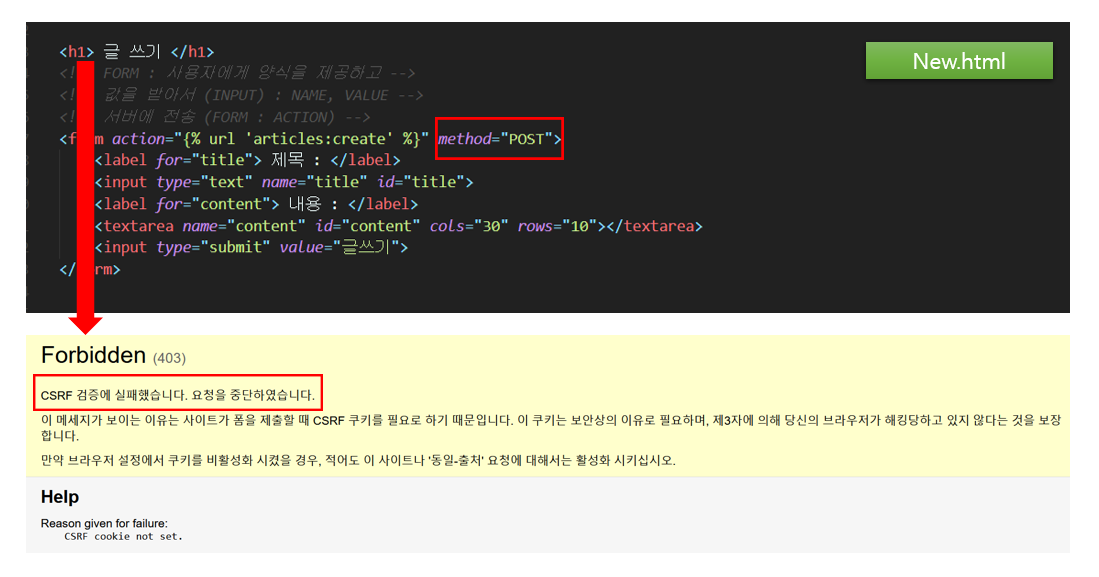 <h1> 글 쓰기 </h1>
New.html
<! FORM : 사용자에게 양식을 제공하고 -->
<! 값을 받아서 (INPUT) : NAME, VALUE -->
<! 서버에 전송 (FORM : ACTION) -->
<f m action="{% url 'articles:create' %}" method="POST">
<label for="title"> 제목 : </label>
<input type="text" name="title" id="title">
<label for="content"> 내용 : </label>
<textarea name="content" id="content" cols="30" rows="10"></textarea>
<input type="submit" value="글쓰기">
</ rm>
Forbidden (403)
CSRF 검증에 실패했습니다. 요청을 중단하였습니다.
이 메세지가 보이는 이유는 사이트가 폼을 제출할 때 CSRF 쿠키를 필요로 하기 때문입니다. 이 쿠키는 보안상의 이유로 필요하며, 제3자에 의해 당신의 브라우저가 해킹당하고 있지 않다는 것을 보장
합니다.
만약 브라우저 설정에서 쿠키를 비활성화 시켰을 경우, 적어도 이 사이트나 '동일-출처' 요청에 대해서는 활성화 시키십시오.
Help
Reason given for failure:
CSRF cookie not set.